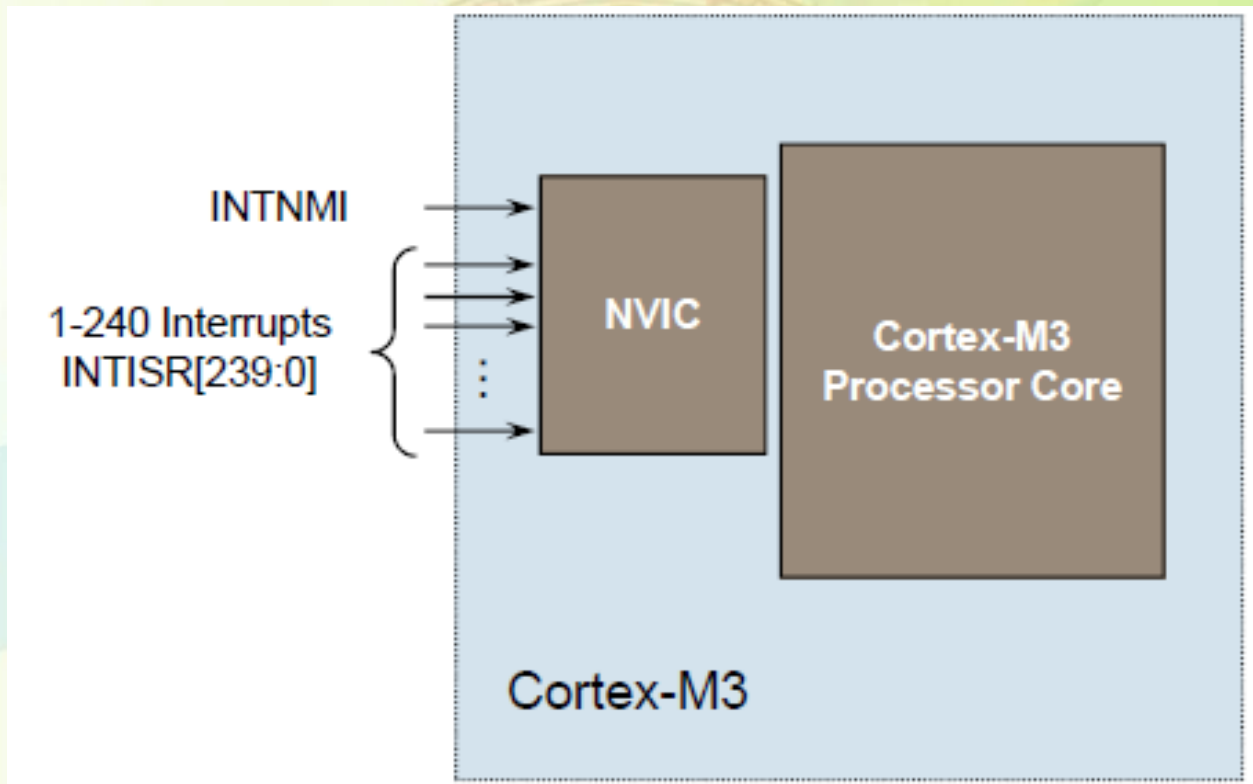 INTNMI
1-240 Interrupts
INTISR[239:0]
NVIC
Cortex-M3
Processor Core
Cortex-M3